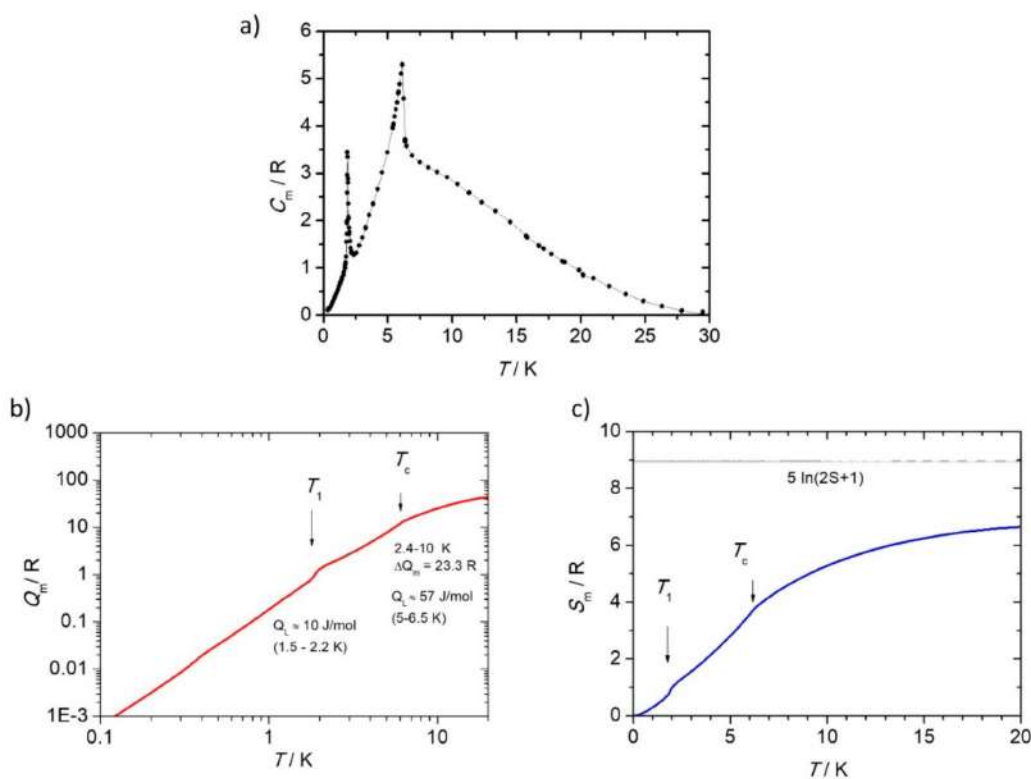 a)
6
5
4
3
2
1
0
C_m / R
0 5 10 15 20 25 30
T / K
b)
1000
100
10
1
0.1
0.01
1E-3
Q_m / R
T_1
T_c
2.4-10 K
ΔQ_m = 23.3 R
Q_L ≈ 57 J/mol
(5-6.5 K)
Q_L ≈ 10 J/mol
(1.5 - 2.2 K)
0.1 1 10
T / K
c)
10
8
6
4
2
0
S_m / R
5 ln(2S+1)
T_c
T_1
0 5 10 15 20
T / K